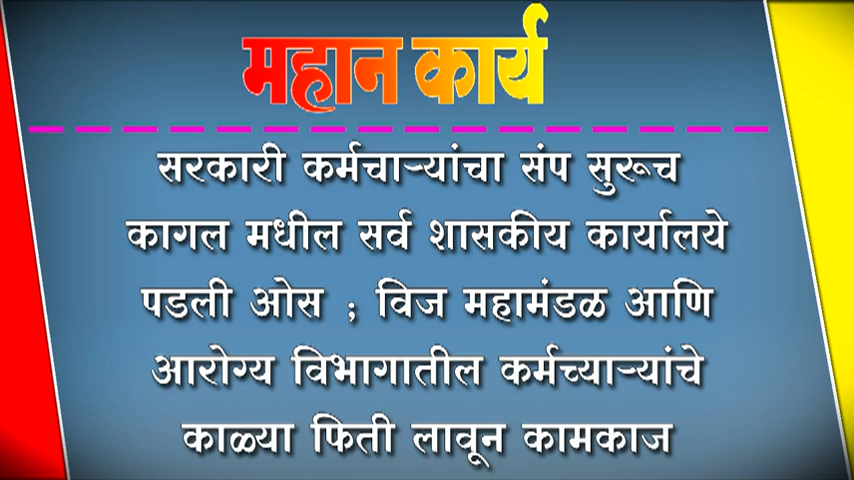 महान कार्य
सरकारी कर्मचाऱ्यांचा संप सुरूच
कागल मधील सर्व शासकीय कार्यालये
पडली ओस ; विज महामंडळ आणि
आरोग्य विभागातील कर्मच्याऱ्यांचे
काळ्या फिती लावून कामकाज